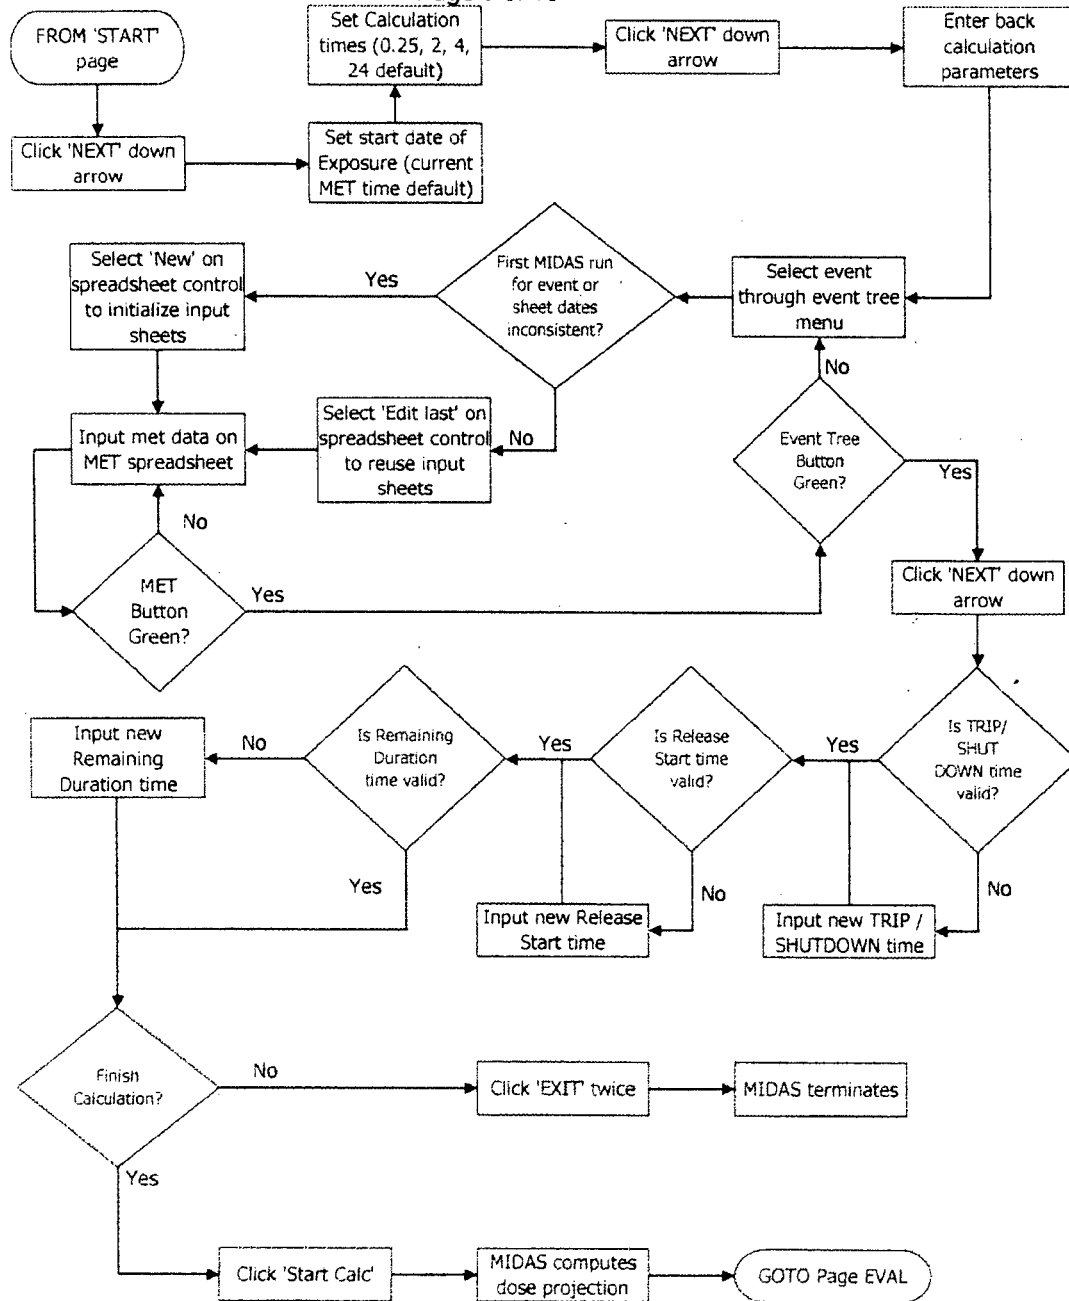 FROM 'START'
page
Set Calculation
times (0.25, 2, 4,
24 default)
Click 'NEXT' down
arrow
Enter back
calculation
parameters
Click 'NEXT' down
arrow
Set start date of
Exposure (current
MET time default)
Select 'New' on
spreadsheet control
to initialize input
sheets
Yes
First MIDAS run
for event or
sheet dates
inconsistent?
Select event
through event tree
menu
No
Input met data on
MET spreadsheet
Select 'Edit last' on
spreadsheet control
to reuse input
sheets
No
Event Tree
Button
Green?
Yes
No
MET
Button
Green?
Yes
Click 'NEXT' down
arrow
Input new
Remaining
Duration time
No
Is Remaining
Duration
time valid?
Yes
Is Release
Start time
valid?
Yes
Is TRIP/
SHUT
DOWN time
valid?
Yes
No
No
Input new Release
Start time
Input new TRIP /
SHUTDOWN time
Finish
Calculation?
No
Click 'EXIT' twice
MIDAS terminates
Yes
Click 'Start Calc'
MIDAS computes
dose projection
GOTO Page EVAL